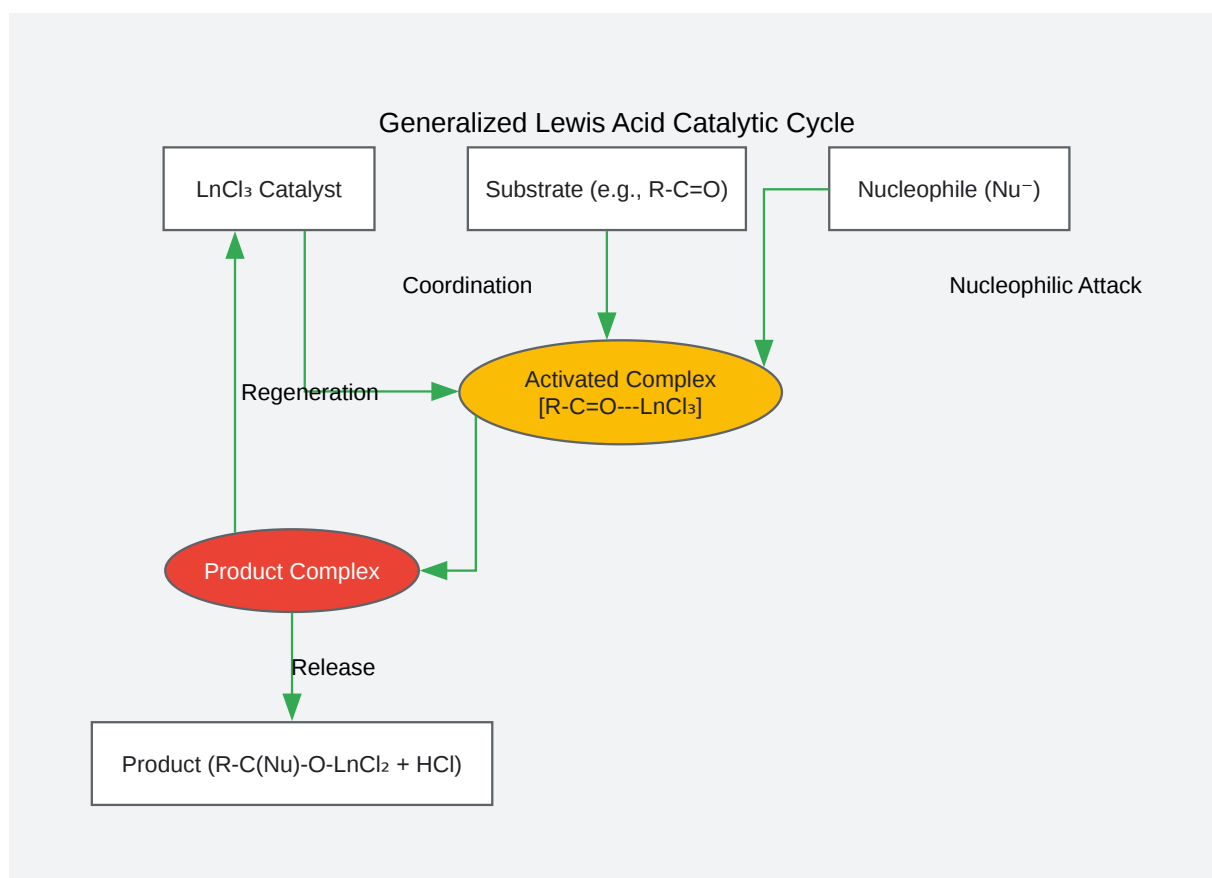 Generalized Lewis Acid Catalytic Cycle
LnCl₃ Catalyst
Substrate (e.g., R-C=O)
Nucleophile (Nu⁻)
Coordination
Nucleophilic Attack
Regeneration
Activated Complex
[R-C=O---LnCl₃]
Product Complex
Release
Product (R-C(Nu)-O-LnCl₂ + HCl)